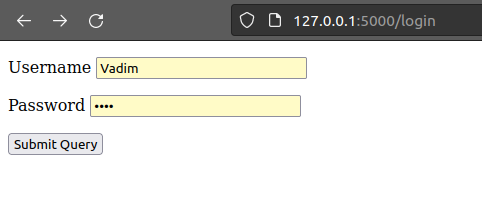 127.0.0.1:5000/login
Username Vadim
Password ••••
Submit Query